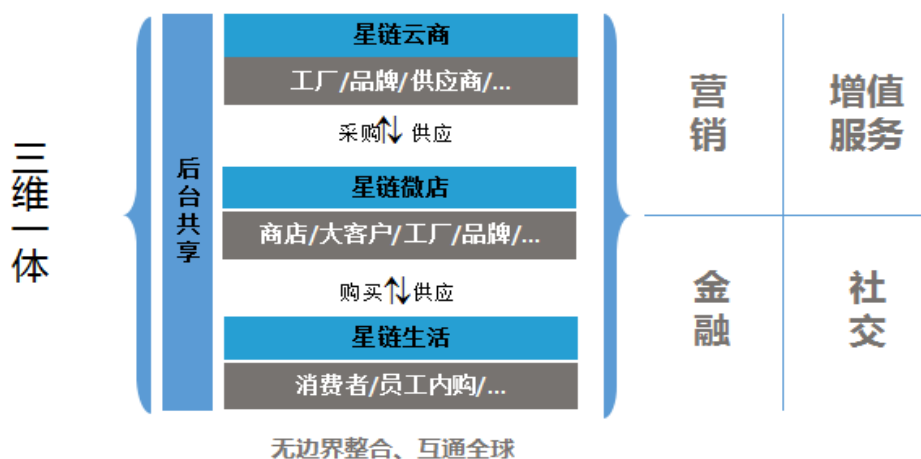 三维一体
后台共享
星链云商
工厂/品牌/供应商/...
采购 供应
星链微店
商店/大客户/工厂/品牌/...
购买 供应
星链生活
消费者/员工内购/...
营销
增值服务
金融
社交
无边界整合、互通全球